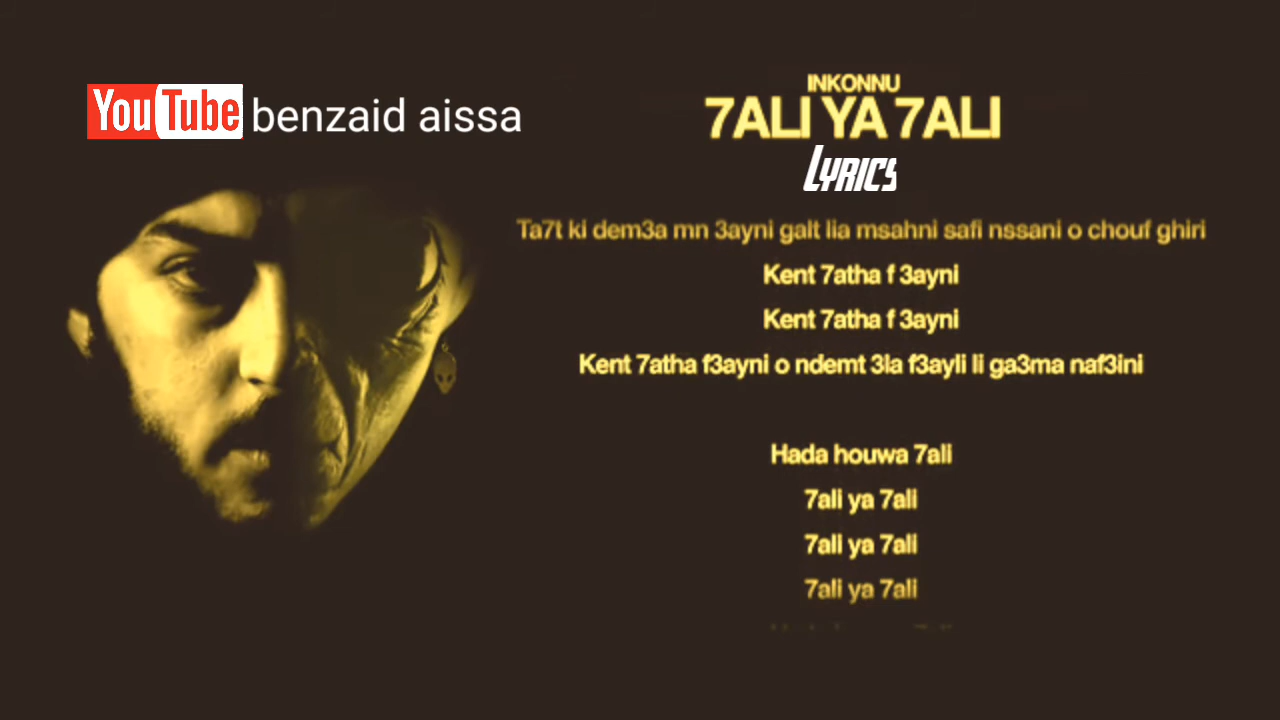 YouTube benzaid aissa
INKONNU
7ALI YA 7ALI
LYRICS
Ta7t ki dem3a mn 3ayni galt lia msahni safi nssani o chouf ghiri
Kent 7atha f 3ayni
Kent 7atha f 3ayni
Kent 7atha f3ayni o ndemt 3la f3ayli li ga3ma naf3ini
Hada houwa 7ali
7ali ya 7ali
7ali ya 7ali
7ali ya 7ali